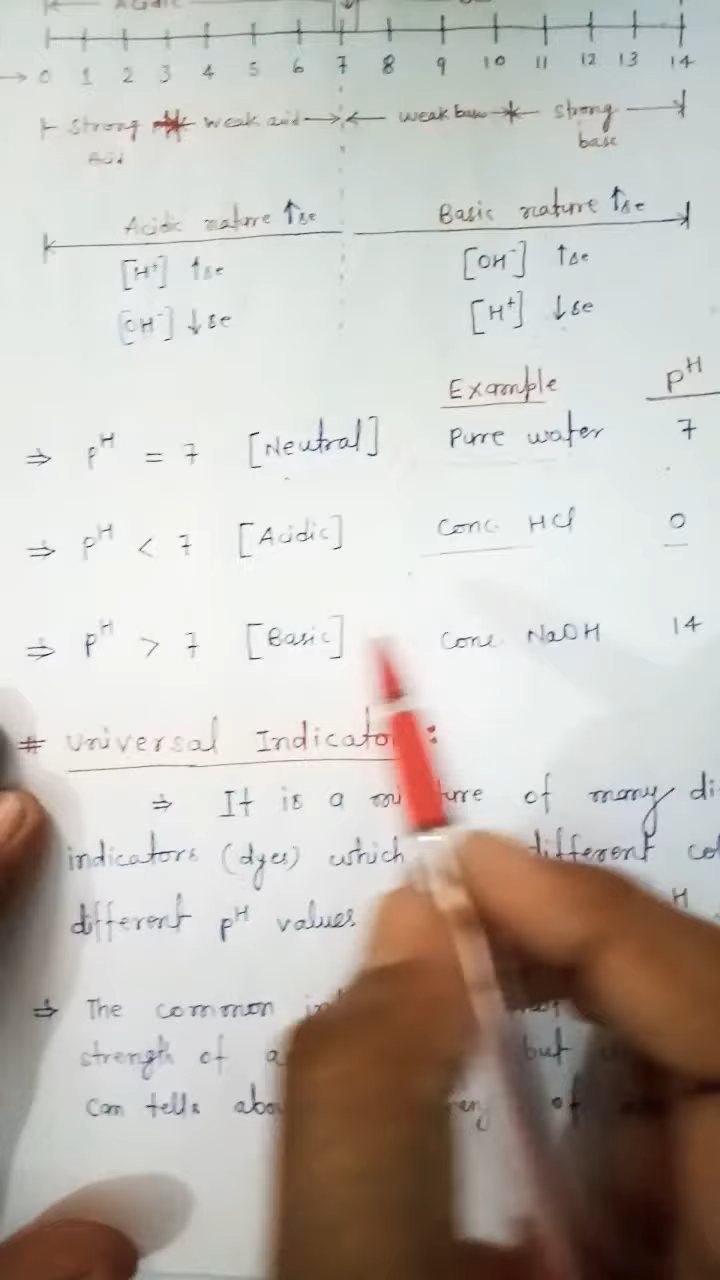 Acidic
→ 0 1 2 3 4 5 6 7 8 9 10 11 12 13 14
strong weak acid → ← weak base strong
Acid base
Acidic nature ↑se Basic nature ↑se
[H⁺] ↑se [OH⁻] ↑se
[OH⁻] ↓se [H⁺] ↓se
Example pH
⇒ pH = 7 [Neutral] Pure water 7
⇒ pH < 7 [Acidic] Conc. HCl 0
⇒ pH > 7 [Basic] Conc. NaOH 14
# Universal Indicato :
⇒ It is a of many
indicators (dyes) which different
different pH values H
⇒ The common
strength of but
Can tells of